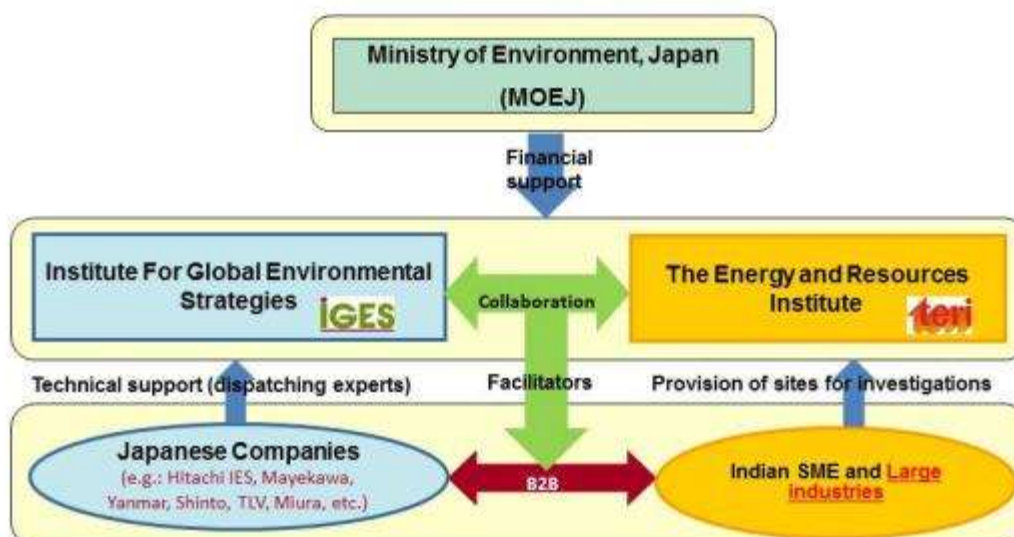 Ministry of Environment, Japan
(MOEJ)
Financial
support
Institute For Global Environmental
Strategies
iGES
Collaboration
The Energy and Resources
Institute
teri
Technical support (dispatching experts)
Facilitators
Provision of sites for investigations
Japanese Companies
(e.g.: Hitachi IES, Mayekawa,
Yanmar, Shinto, TLV, Miura, etc.)
B2B
Indian SME and Large
industries